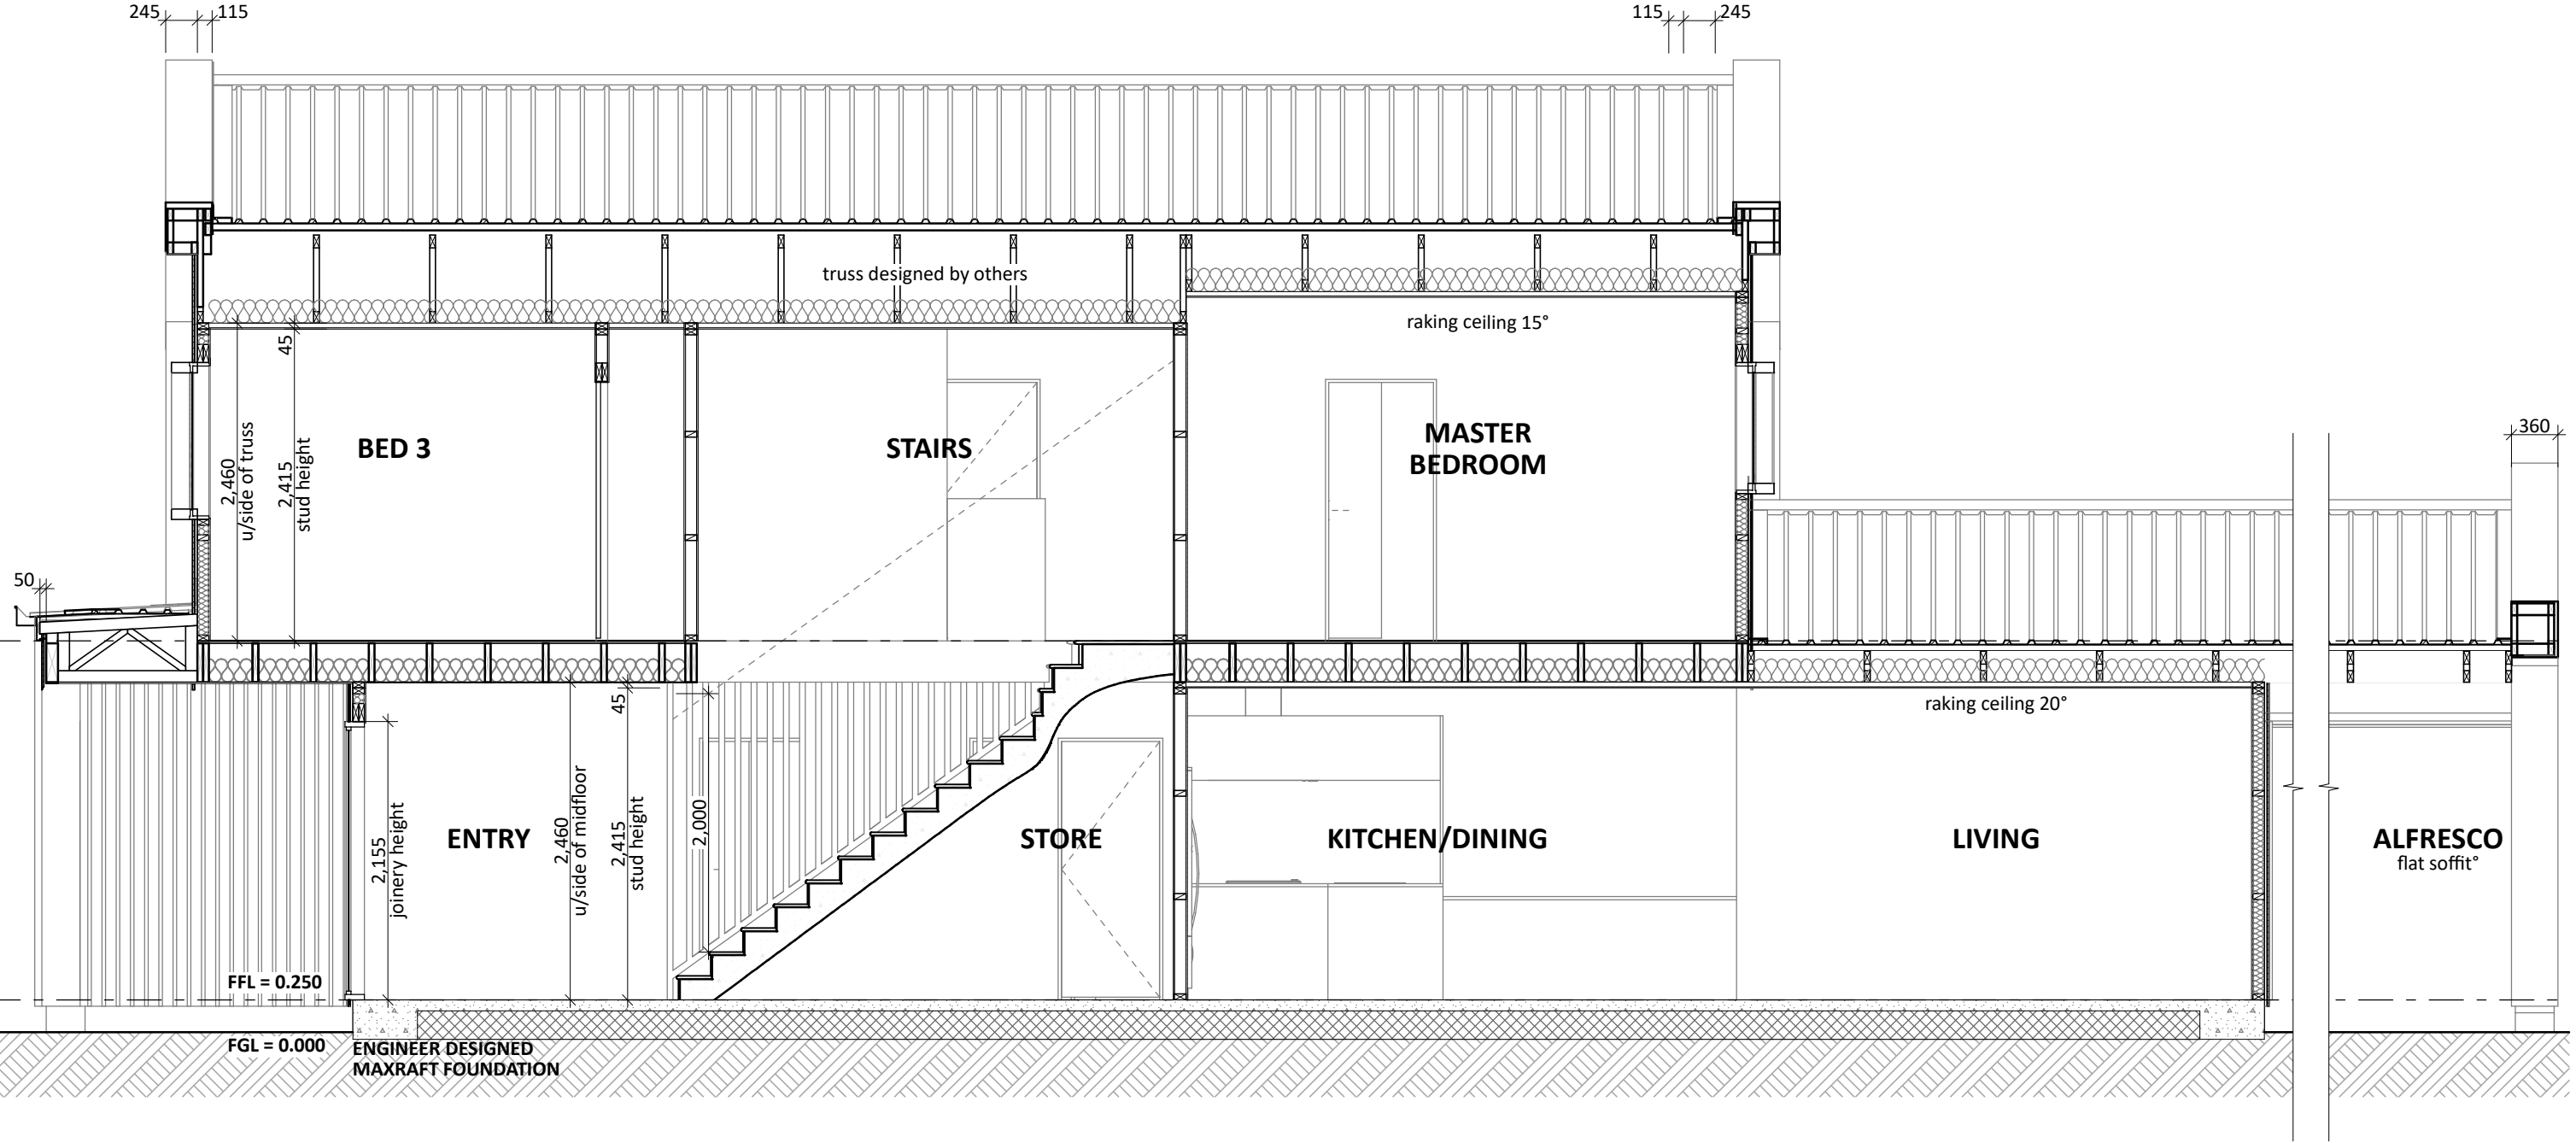 245
115
115
245
truss designed by others
raking ceiling 15°
45
2,460
u/side of truss
2,415
stud height
BED 3
STAIRS
MASTER
BEDROOM
360
50
45
raking ceiling 20°
2,155
joinery height
ENTRY
2,460
u/side of midfloor
2,415
stud height
2,000
STORE
KITCHEN/DINING
LIVING
ALFRESCO
flat soffit°
FFL = 0.250
FGL = 0.000
ENGINEER DESIGNED
MAXRAFT FOUNDATION